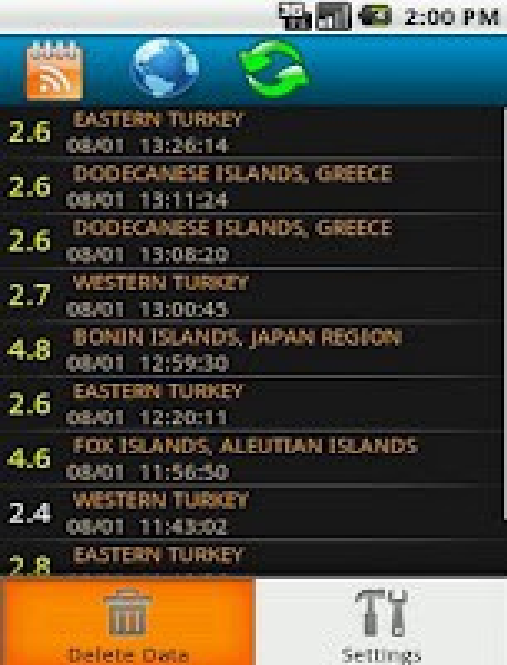 3G 2:00 PM
2.6 EASTERN TURKEY
08/01 13:26:14
2.6 DODECANESE ISLANDS, GREECE
08/01 13:11:24
2.6 DODECANESE ISLANDS, GREECE
08/01 13:08:20
2.7 WESTERN TURKEY
08/01 13:00:45
4.8 BONIN ISLANDS, JAPAN REGION
08/01 12:59:30
2.6 EASTERN TURKEY
08/01 12:20:11
4.6 FOX ISLANDS, ALEUTIAN ISLANDS
08/01 11:56:50
2.4 WESTERN TURKEY
08/01 11:43:02
2.8 EASTERN TURKEY
Delete Data Settings